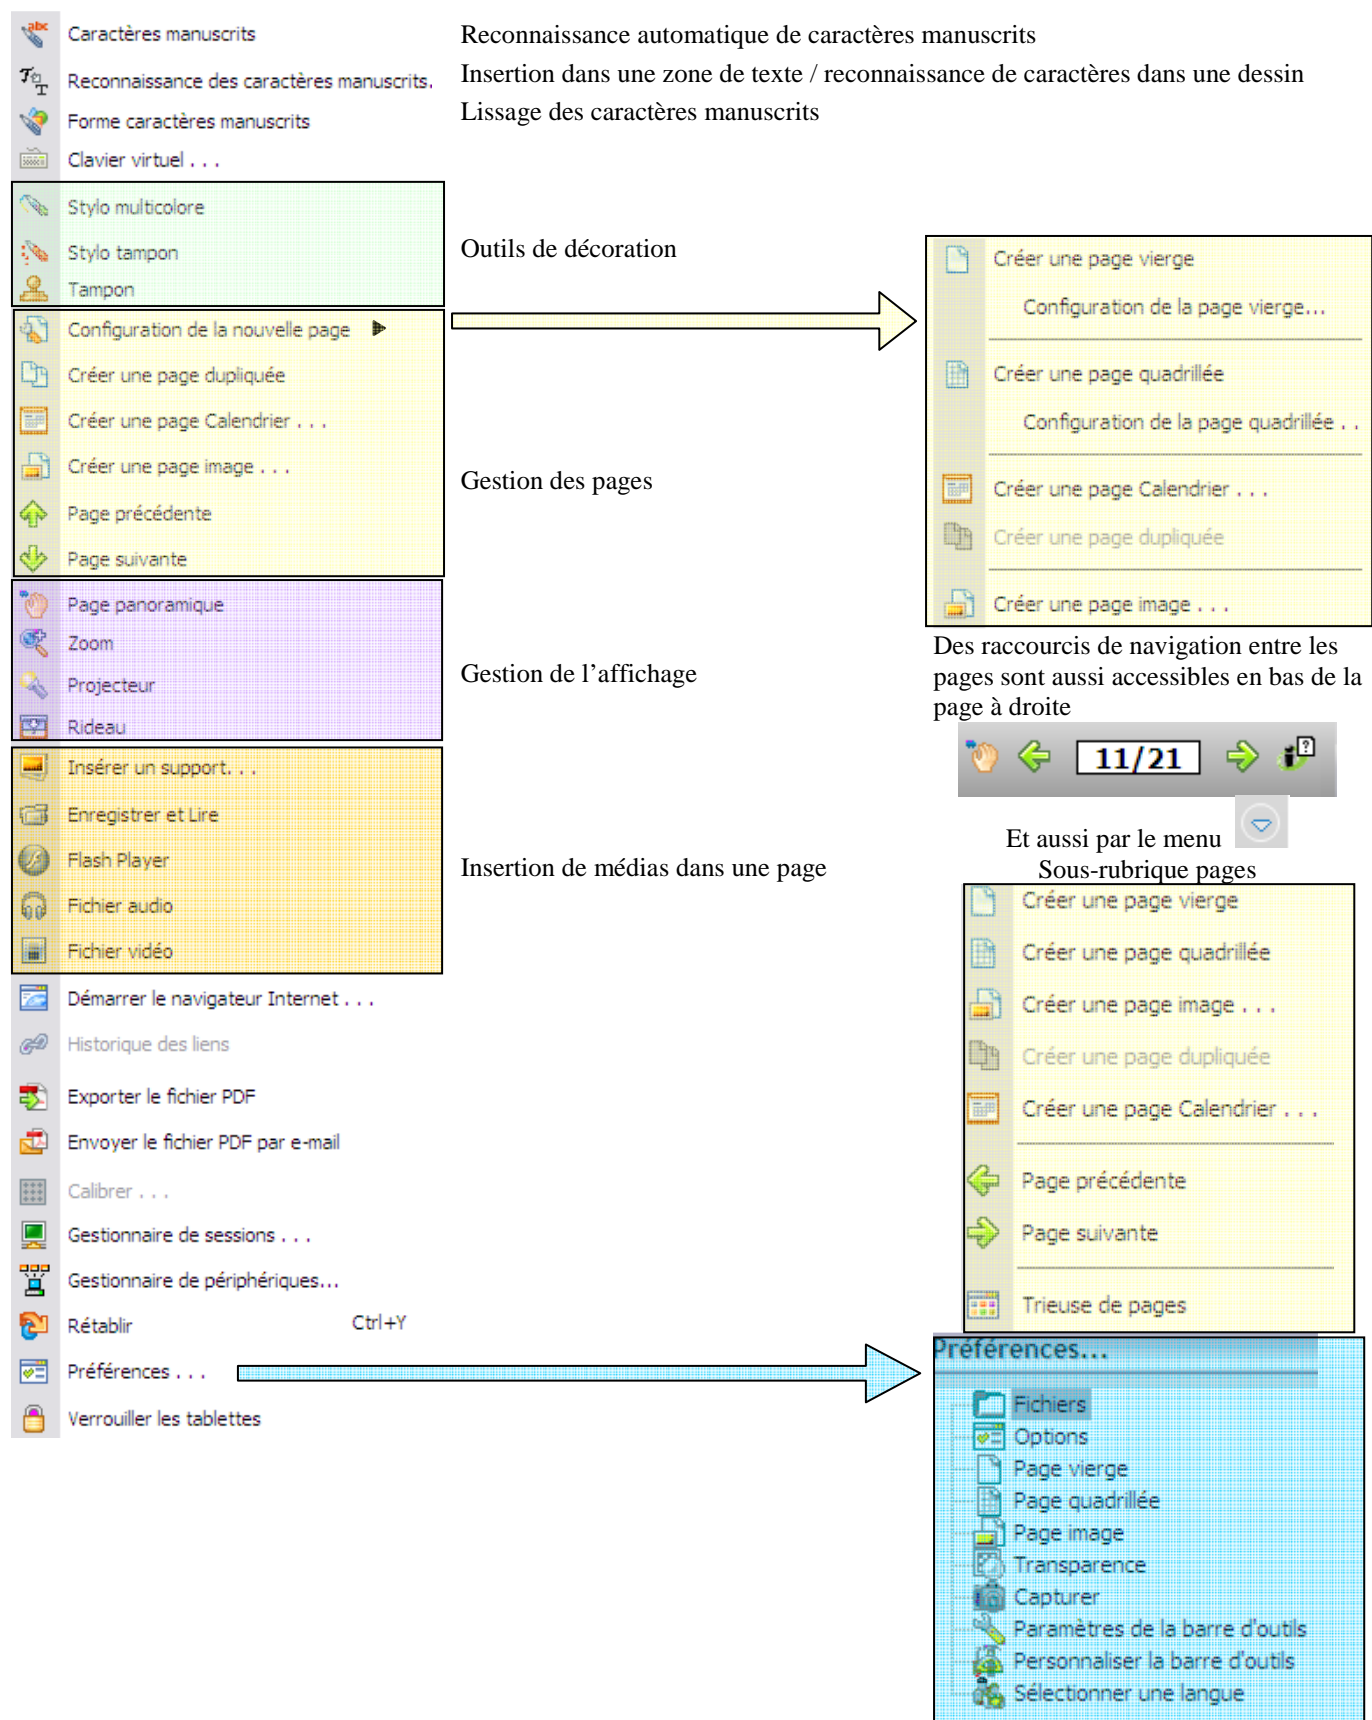 Caractères manuscrits
Reconnaissance automatique de caractères manuscrits
Reconnaissance des caractères manuscrits.
Insertion dans une zone de texte / reconnaissance de caractères dans une dessin
Forme caractères manuscrits
Lissage des caractères manuscrits
Clavier virtuel . . .
Stylo multicolore
Stylo tampon
Tampon
Outils de décoration
Configuration de la nouvelle page
Créer une page dupliquée
Créer une page Calendrier . . .
Créer une page image . . .
Page précédente
Page suivante
Gestion des pages
Créer une page vierge
Configuration de la page vierge...
Créer une page quadrillée
Configuration de la page quadrillée . .
Créer une page Calendrier . . .
Créer une page dupliquée
Créer une page image . . .
Page panoramique
Zoom
Projecteur
Rideau
Gestion de l’affichage
Des raccourcis de navigation entre les
pages sont aussi accessibles en bas de la
page à droite
11/21
Insérer un support. . .
Enregistrer et Lire
Flash Player
Fichier audio
Fichier vidéo
Insertion de médias dans une page
Et aussi par le menu
Sous-rubrique pages
Créer une page vierge
Créer une page quadrillée
Créer une page image . . .
Créer une page dupliquée
Créer une page Calendrier . . .
Page précédente
Page suivante
Trieuse de pages
Démarrer le navigateur Internet . . .
Historique des liens
Exporter le fichier PDF
Envoyer le fichier PDF par e-mail
Calibrer . . .
Gestionnaire de sessions . . .
Gestionnaire de périphériques...
Rétablir Ctrl+Y
Préférences . . .
Verrouiller les tablettes
Préférences...
Fichiers
Options
Page vierge
Page quadrillée
Page image
Transparence
Capturer
Paramètres de la barre d'outils
Personnaliser la barre d'outils
Sélectionner une langue